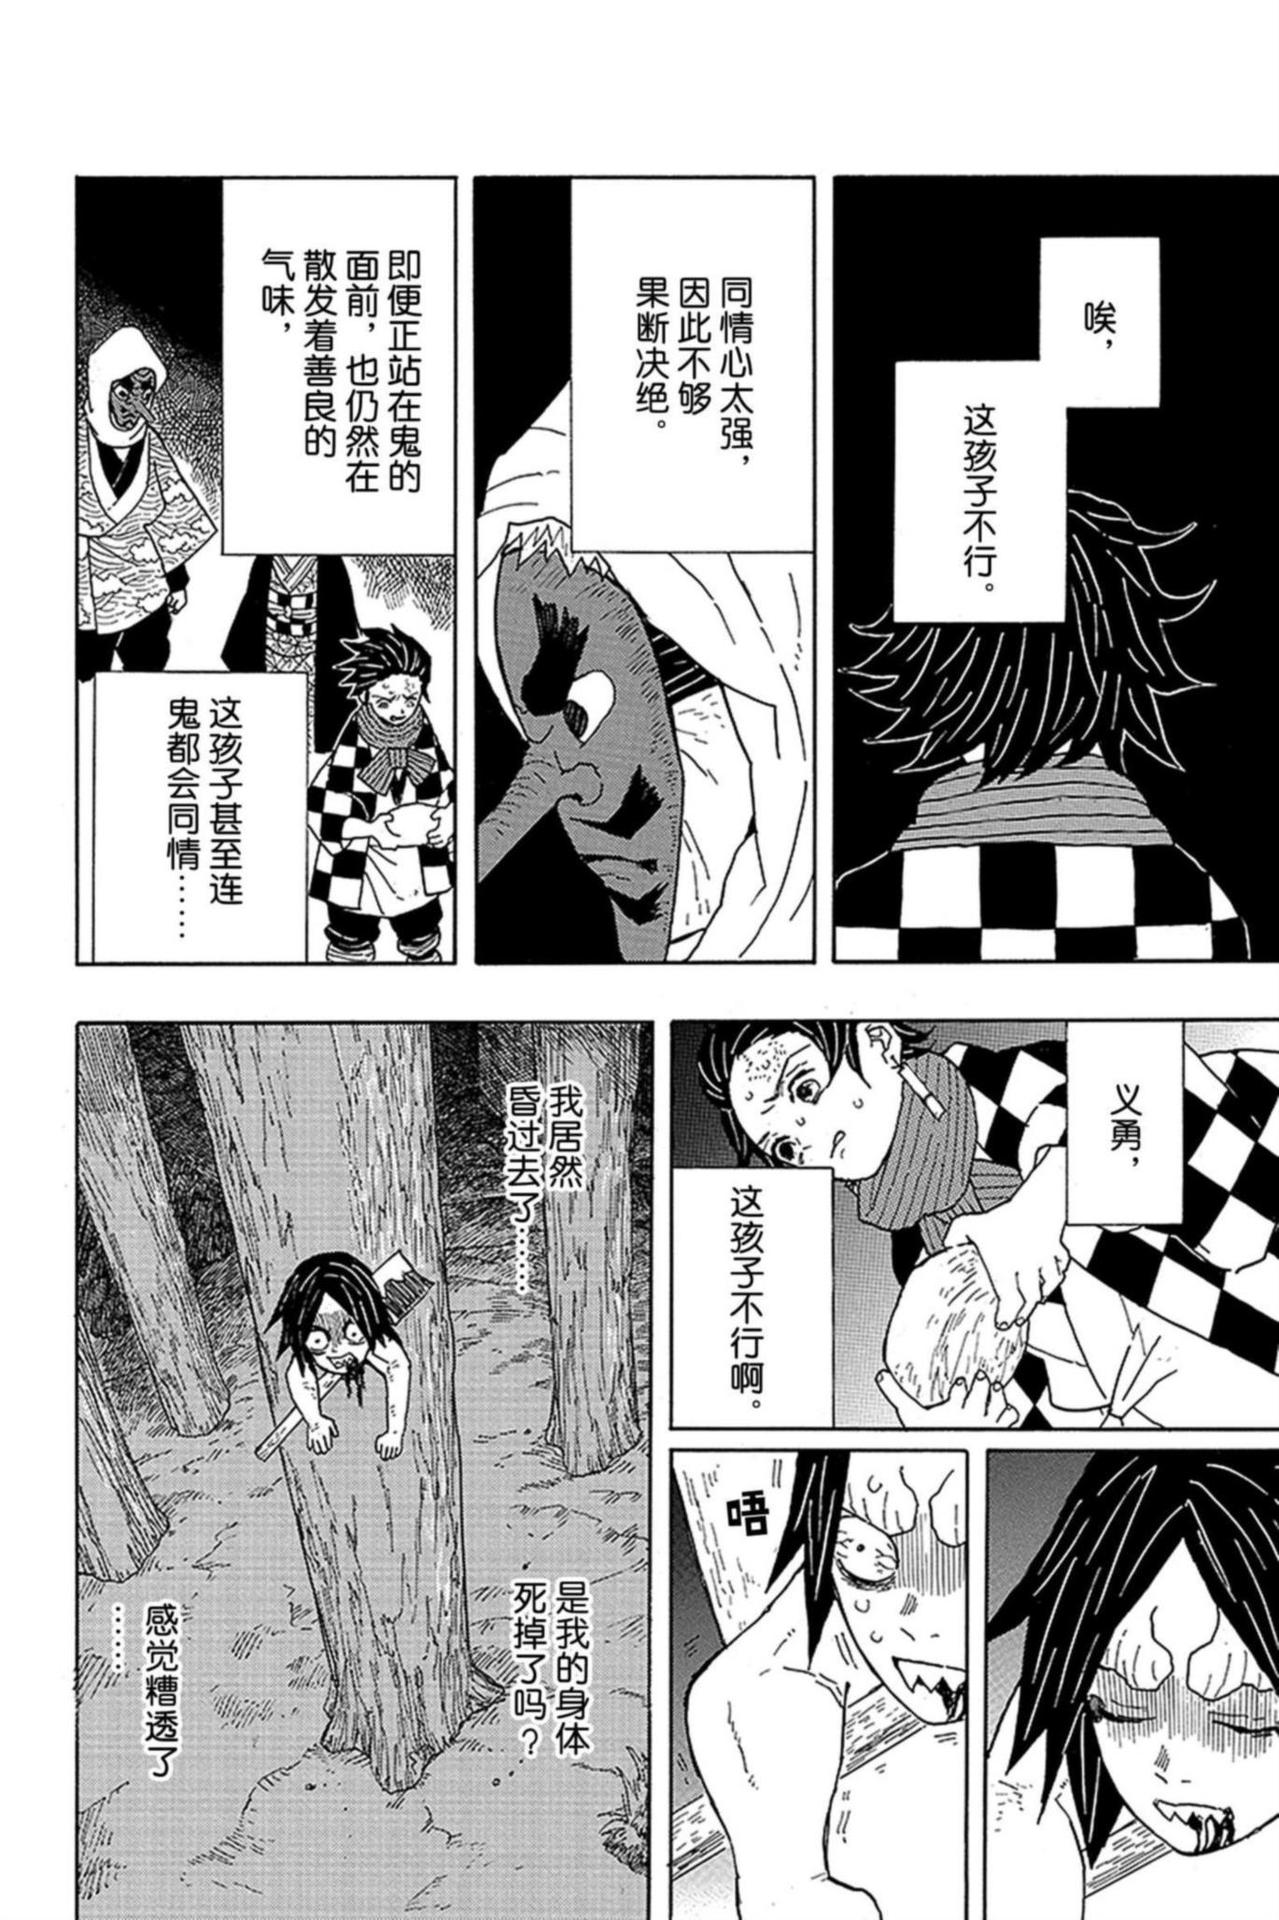 唉，
这孩子不行。
同情心太强，
因此不够
果断决绝。
即便正站在鬼的
面前，也仍然在
散发着善良的
气味，
这孩子甚至连
鬼都会同情……
义勇，
这孩子不行啊。
唔
我居然
昏过去了……
是我的身体
死掉了吗？
感觉糟透了
……